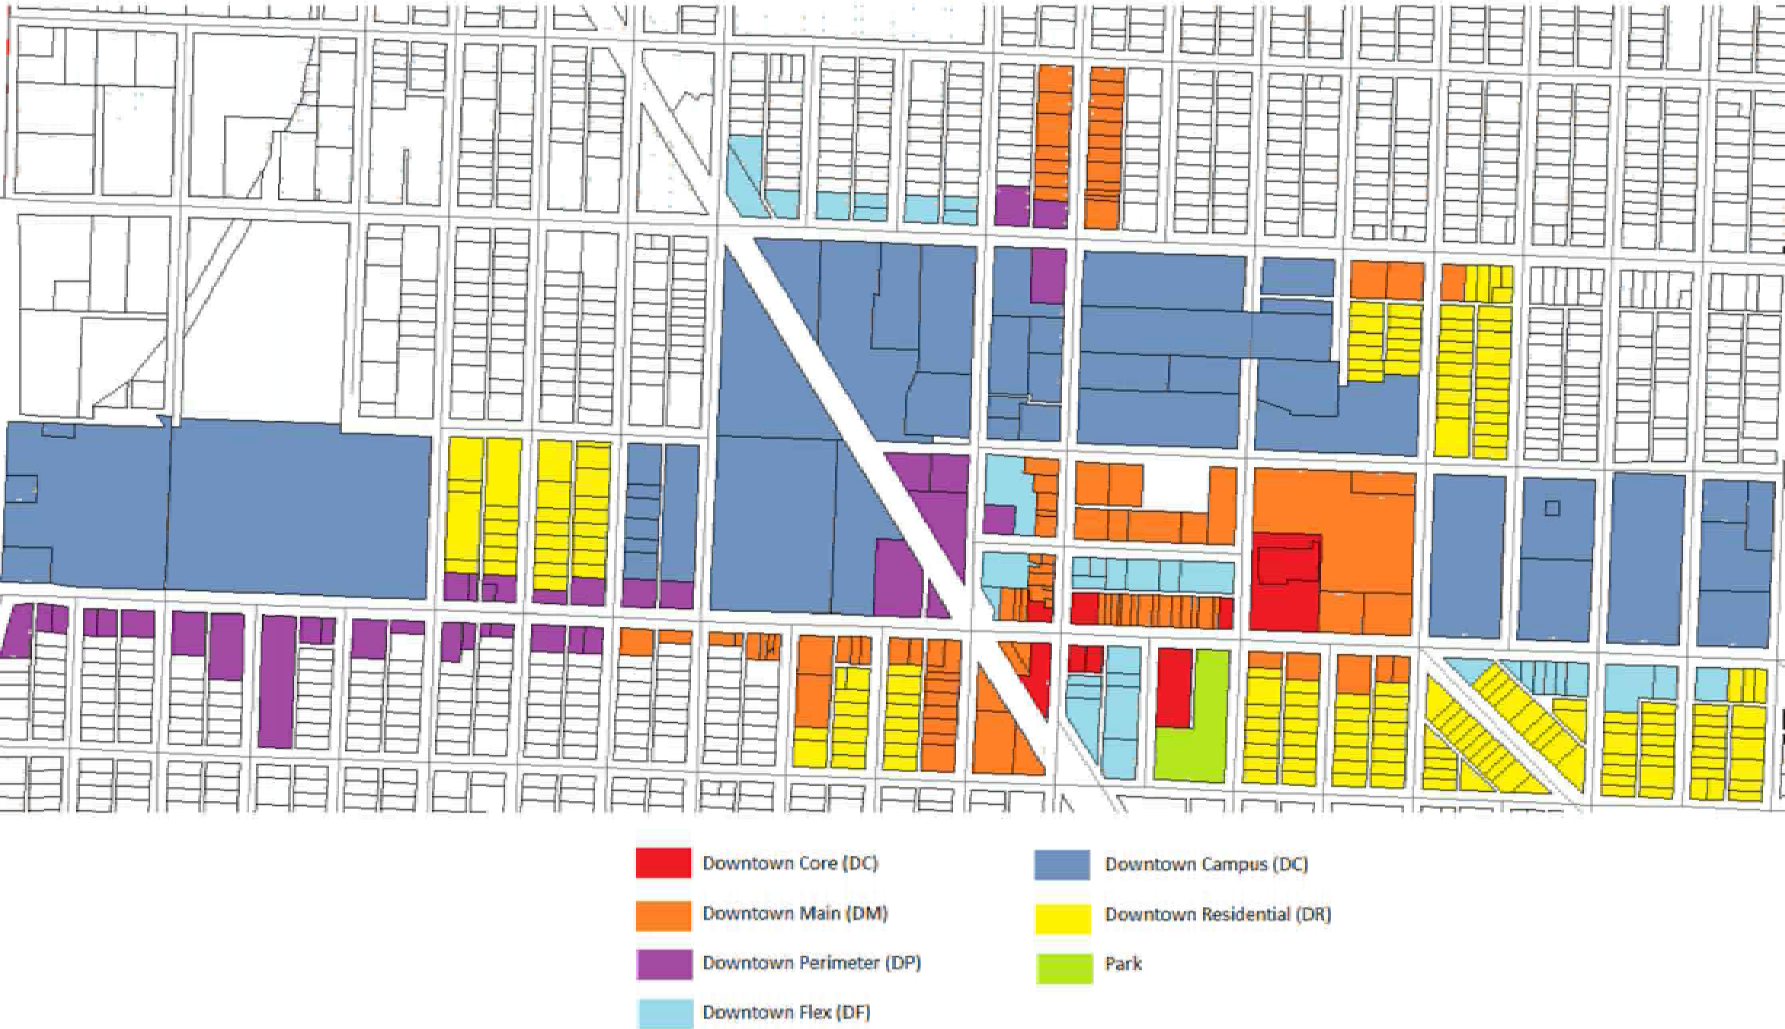 Downtown Core (DC)
Downtown Main (DM)
Downtown Perimeter (DP)
Downtown Flex (DF)
Downtown Campus (DC)
Downtown Residential (DR)
Park